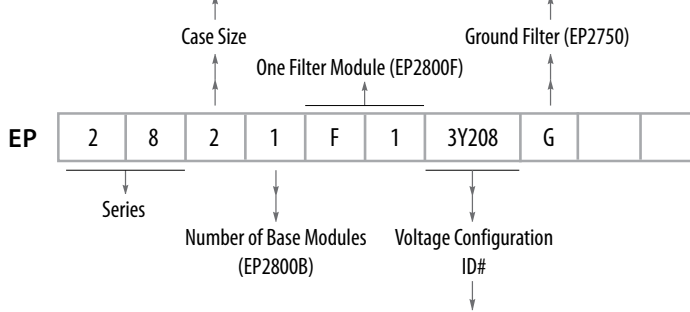 Case Size
Ground Filter (EP2750)
One Filter Module (EP2800F)
EP 2 8 2 1 F 1 3Y208 G
Series
Number of Base Modules
(EP2800B)
Voltage Configuration
ID#